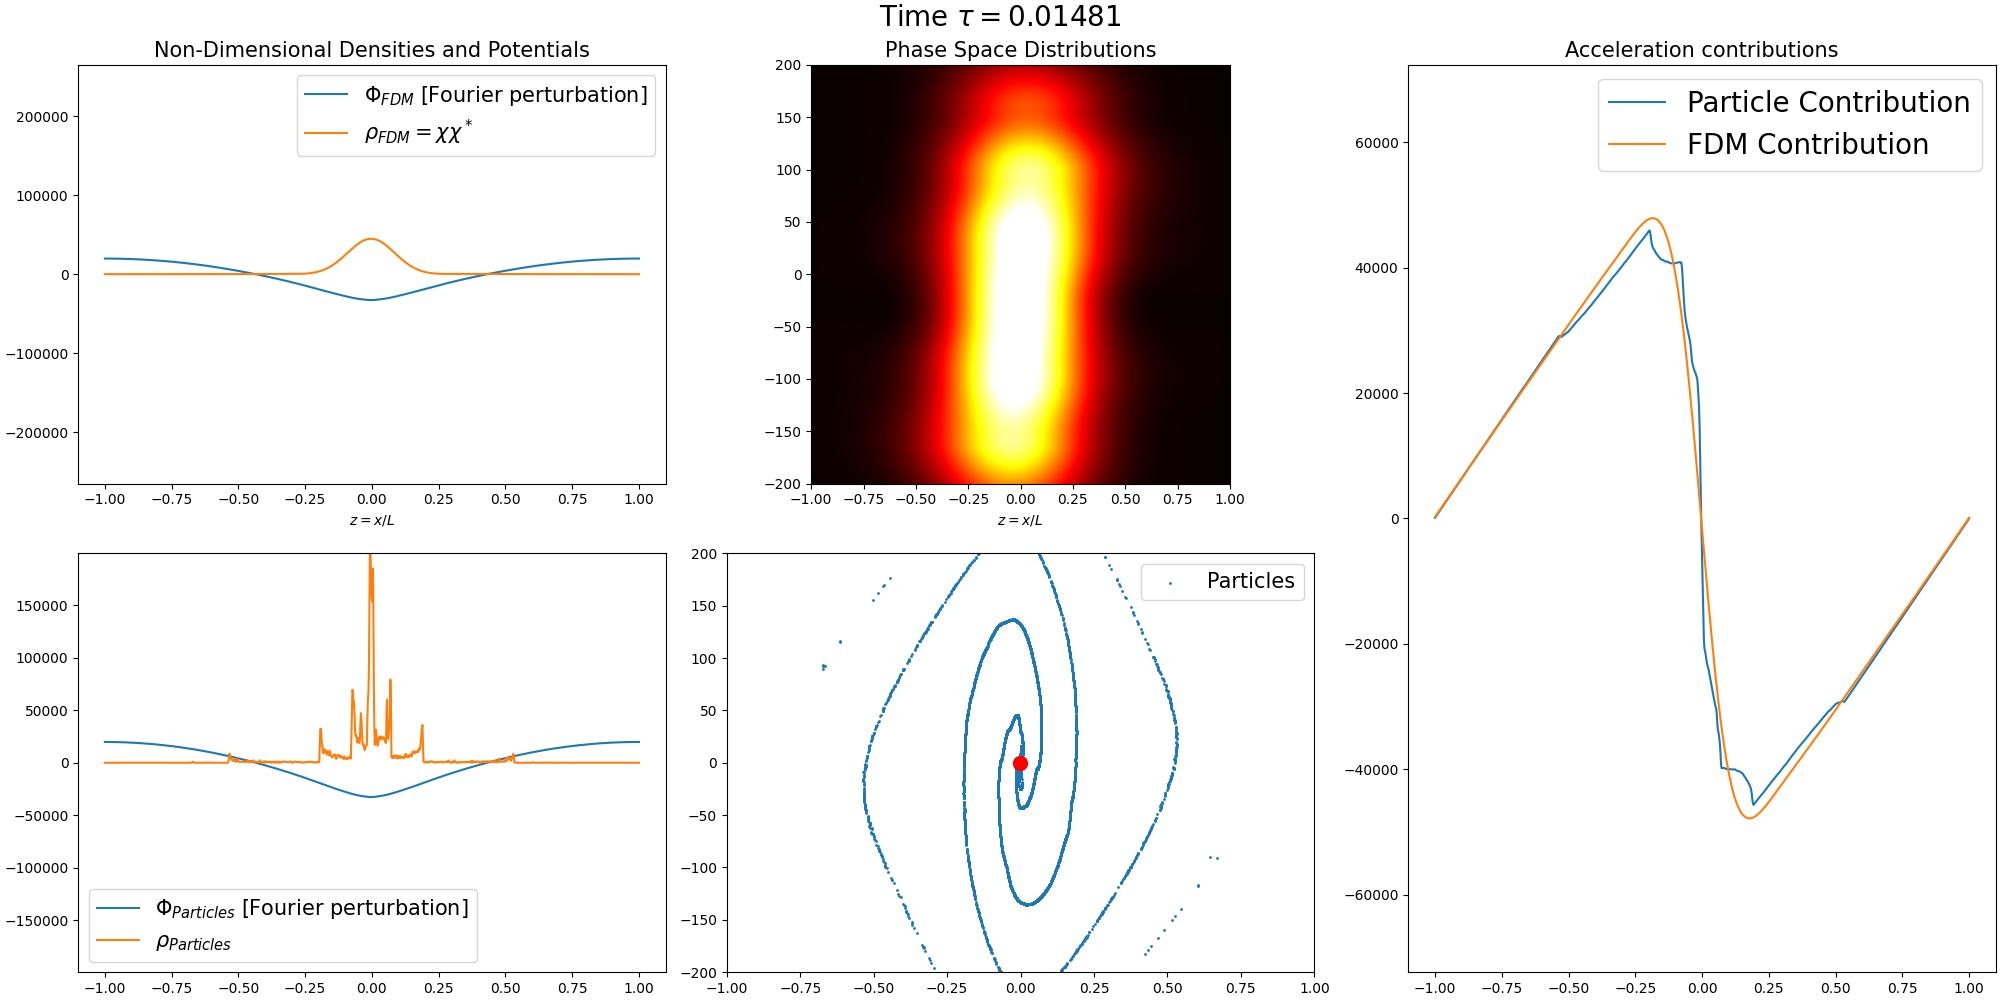 Time τ = 0.01481
Non-Dimensional Densities and Potentials
Φ_FDM [Fourier perturbation]
ρ_FDM = χχ*
200000
100000
0
−100000
−200000
−1.00 −0.75 −0.50 −0.25 0.00 0.25 0.50 0.75 1.00
z = x/L
Phase Space Distributions
200
150
100
50
0
−50
−100
−150
−200
−1.00 −0.75 −0.50 −0.25 0.00 0.25 0.50 0.75 1.00
z = x/L
Acceleration contributions
Particle Contribution
FDM Contribution
60000
40000
20000
0
−20000
−40000
−60000
−1.00 −0.75 −0.50 −0.25 0.00 0.25 0.50 0.75 1.00
150000
100000
50000
0
−50000
−100000
−150000
Φ_Particles [Fourier perturbation]
ρ_Particles
−1.00 −0.75 −0.50 −0.25 0.00 0.25 0.50 0.75 1.00
Particles
200
150
100
50
0
−50
−100
−150
−200
−1.00 −0.75 −0.50 −0.25 0.00 0.25 0.50 0.75 1.00